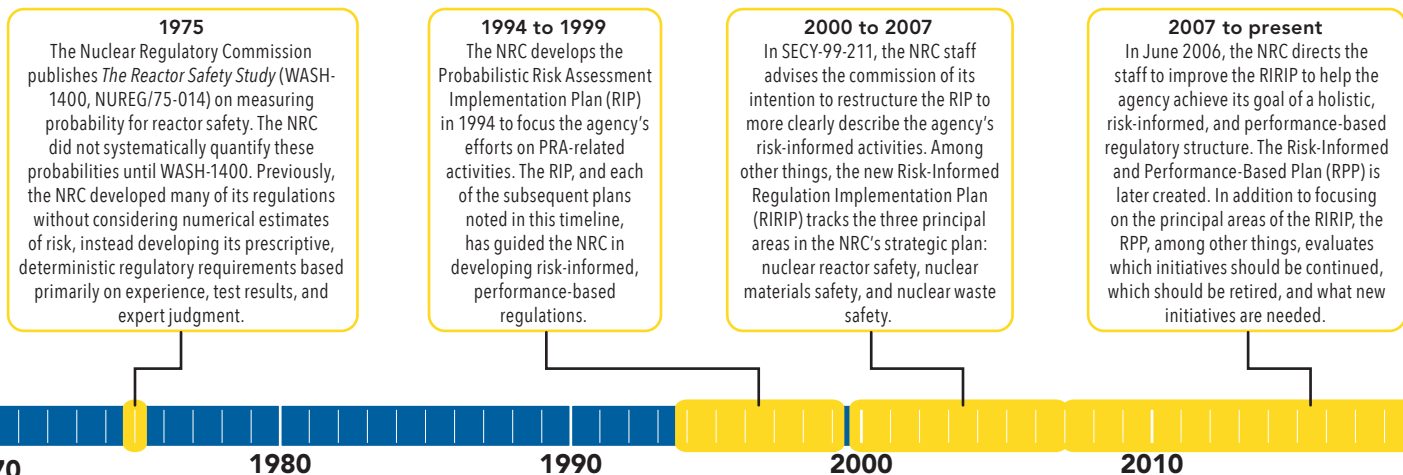 1975
The Nuclear Regulatory Commission
publishes The Reactor Safety Study (WASH-
1400, NUREG/75-014) on measuring
probability for reactor safety. The NRC
did not systematically quantify these
probabilities until WASH-1400. Previously,
the NRC developed many of its regulations
without considering numerical estimates
of risk, instead developing its prescriptive,
deterministic regulatory requirements based
primarily on experience, test results, and
expert judgment.
1994 to 1999
The NRC develops the
Probabilistic Risk Assessment
Implementation Plan (RIP)
in 1994 to focus the agency's
efforts on PRA-related
activities. The RIP, and each
of the subsequent plans
noted in this timeline,
has guided the NRC in
developing risk-informed,
performance-based
regulations.
2000 to 2007
In SECY-99-211, the NRC staff
advises the commission of its
intention to restructure the RIP to
more clearly describe the agency's
risk-informed activities. Among
other things, the new Risk-Informed
Regulation Implementation Plan
(RIRIP) tracks the three principal
areas in the NRC's strategic plan:
nuclear reactor safety, nuclear
materials safety, and nuclear waste
safety.
2007 to present
In June 2006, the NRC directs the
staff to improve the RIRIP to help the
agency achieve its goal of a holistic,
risk-informed, and performance-based
regulatory structure. The Risk-Informed
and Performance-Based Plan (RPP) is
later created. In addition to focusing
on the principal areas of the RIRIP, the
RPP, among other things, evaluates
which initiatives should be continued,
which should be retired, and what new
initiatives are needed.
70
1980
1990
2000
2010